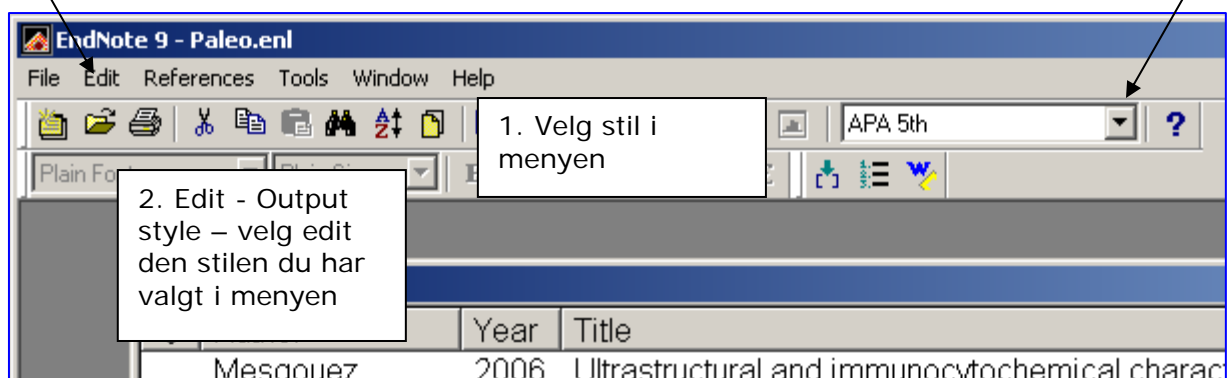 EndNote 9 - Paleo.enl
File Edit References Tools Window Help
1. Velg stil i
menyen
APA 5th
?
Plain Fo
2. Edit - Output
style – velg edit
den stilen du har
valgt i menyen
Year Title
Mesgouez 2006 Ultrastructural and immunocytochemical charac